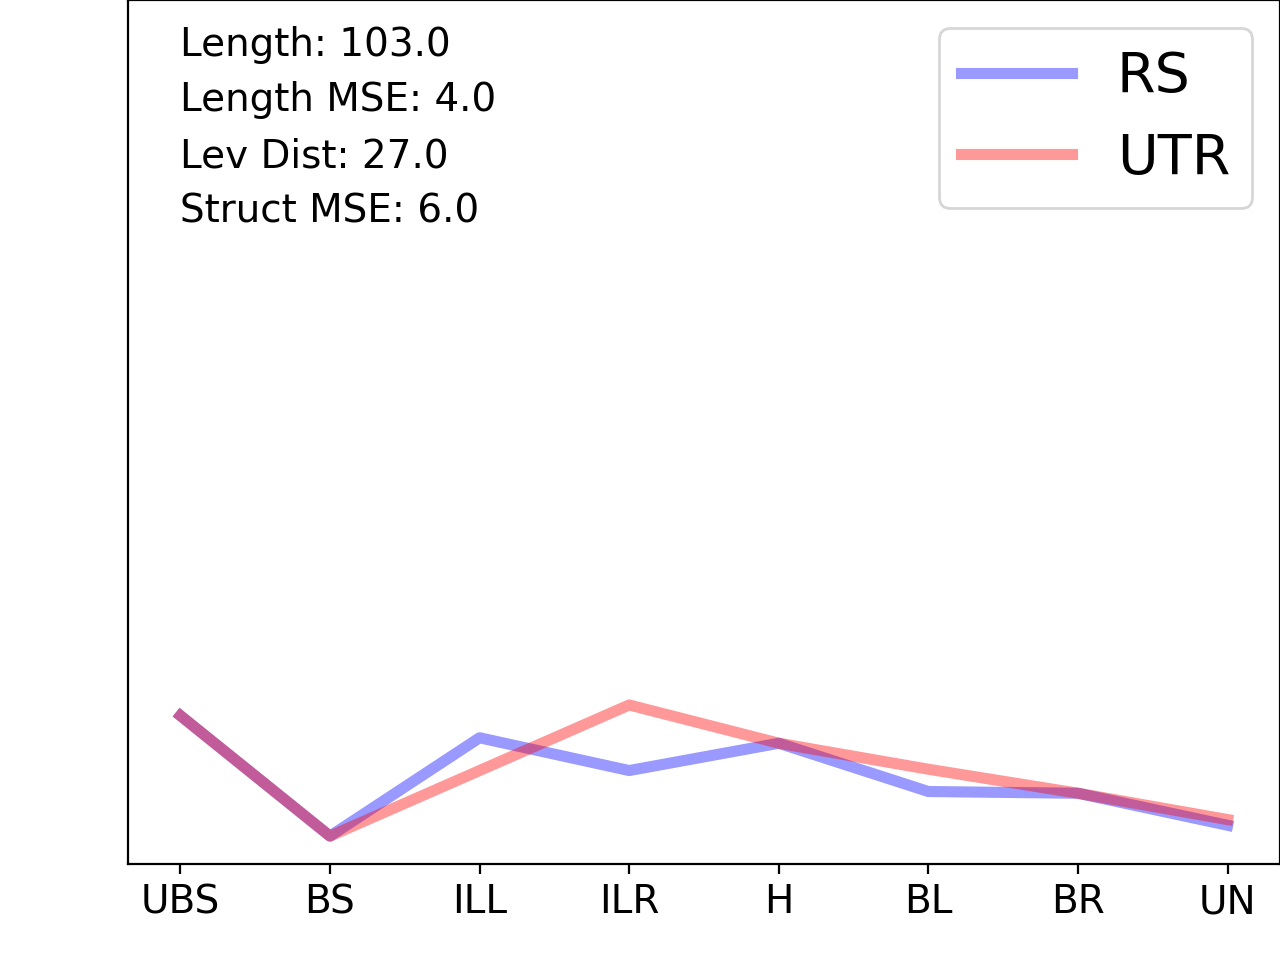 Length: 103.0
Length MSE: 4.0
Lev Dist: 27.0
Struct MSE: 6.0
RS
UTR
UBS BS ILL ILR H BL BR UN